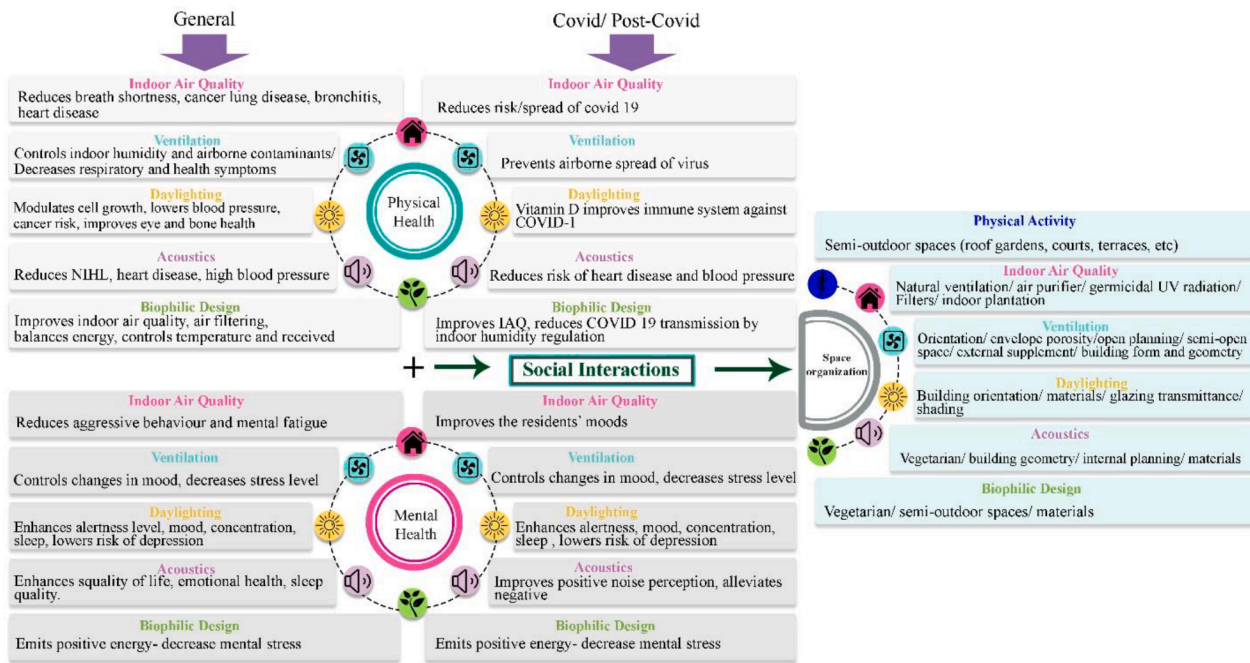 General
Covid/ Post-Covid
Indoor Air Quality
Reduces breath shortness, cancer lung disease, bronchitis,
heart disease
Ventilation
Controls indoor humidity and airborne contaminants/
Decreases respiratory and health symptoms
Daylighting
Modulates cell growth, lowers blood pressure,
cancer risk, improves eye and bone health
Acoustics
Reduces NIHL, heart disease, high blood pressure
Biophilic Design
Improves indoor air quality, air filtering,
balances energy, controls temperature and received
Physical
Health
Indoor Air Quality
Reduces risk/spread of covid 19
Ventilation
Prevents airborne spread of virus
Daylighting
Vitamin D improves immune system against
COVID-1
Acoustics
Reduces risk of heart disease and blood pressure
Biophilic Design
Improves IAQ, reduces COVID 19 transmission by
indoor humidity regulation
+
Social Interactions
Indoor Air Quality
Reduces aggressive behaviour and mental fatigue
Ventilation
Controls changes in mood, decreases stress level
Daylighting
Enhances alertness level, mood, concentration,
sleep, lowers risk of depression
Acoustics
Enhances squality of life, emotional health, sleep
quality.
Biophilic Design
Emits positive energy- decrease mental stress
Mental
Health
Indoor Air Quality
Improves the residents' moods
Ventilation
Controls changes in mood, decreases stress level
Daylighting
Enhances alertness, mood, concentration,
sleep , lowers risk of depression
Acoustics
Improves positive noise perception, alleviates
negative
Biophilic Design
Emits positive energy- decrease mental stress
Space
organization
Physical Activity
Semi-outdoor spaces (roof gardens, courts, terraces, etc)
Indoor Air Quality
Natural ventilation/ air purifier/ germicidal UV radiation/
Filters/ indoor plantation
Ventilation
Orientation/ envelope porosity/open planning/ semi-open
space/ external supplement/ building form and geometry
Daylighting
Building orientation/ materials/ glazing transmittance/
shading
Acoustics
Vegetarian/ building geometry/ internal planning/ materials
Biophilic Design
Vegetarian/ semi-outdoor spaces/ materials